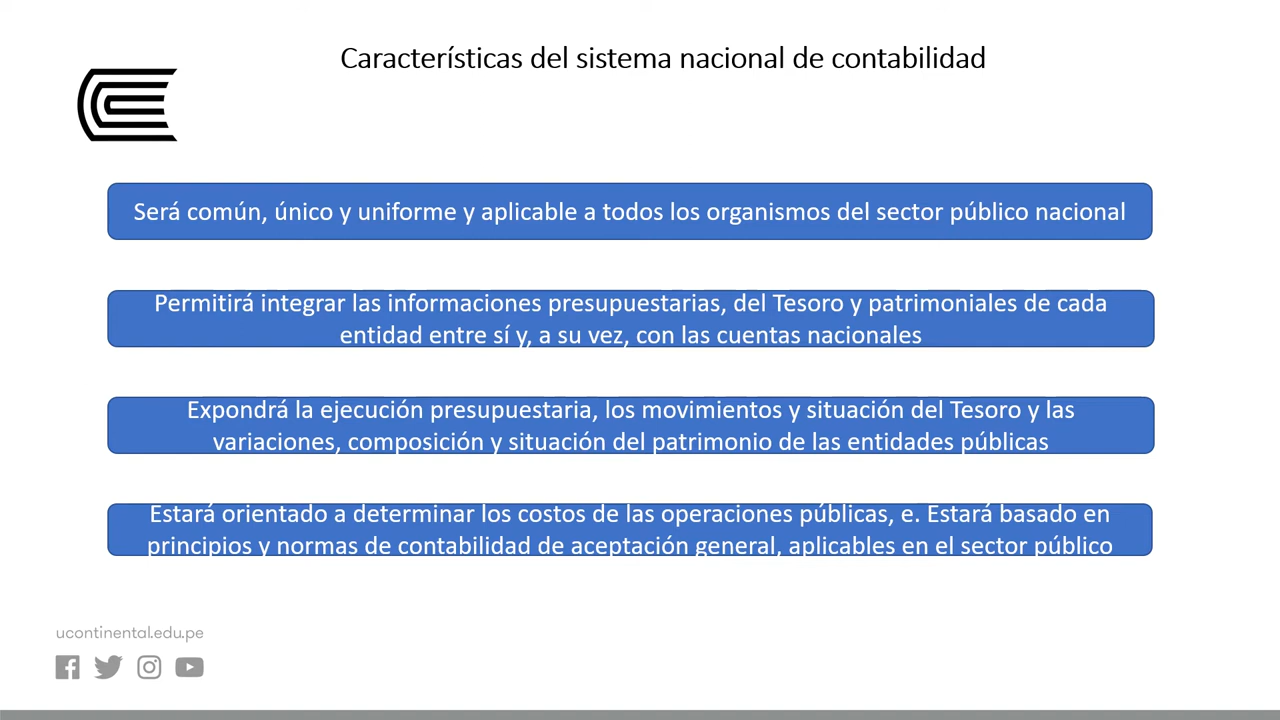 Características del sistema nacional de contabilidad
Será común, único y uniforme y aplicable a todos los organismos del sector público nacional
Permitirá integrar las informaciones presupuestarias, del Tesoro y patrimoniales de cada
entidad entre sí y, a su vez, con las cuentas nacionales
Expondrá la ejecución presupuestaria, los movimientos y situación del Tesoro y las
variaciones, composición y situación del patrimonio de las entidades públicas
Estará orientado a determinar los costos de las operaciones públicas, e. Estará basado en
principios y normas de contabilidad de aceptación general, aplicables en el sector público
ucontinental.edu.pe